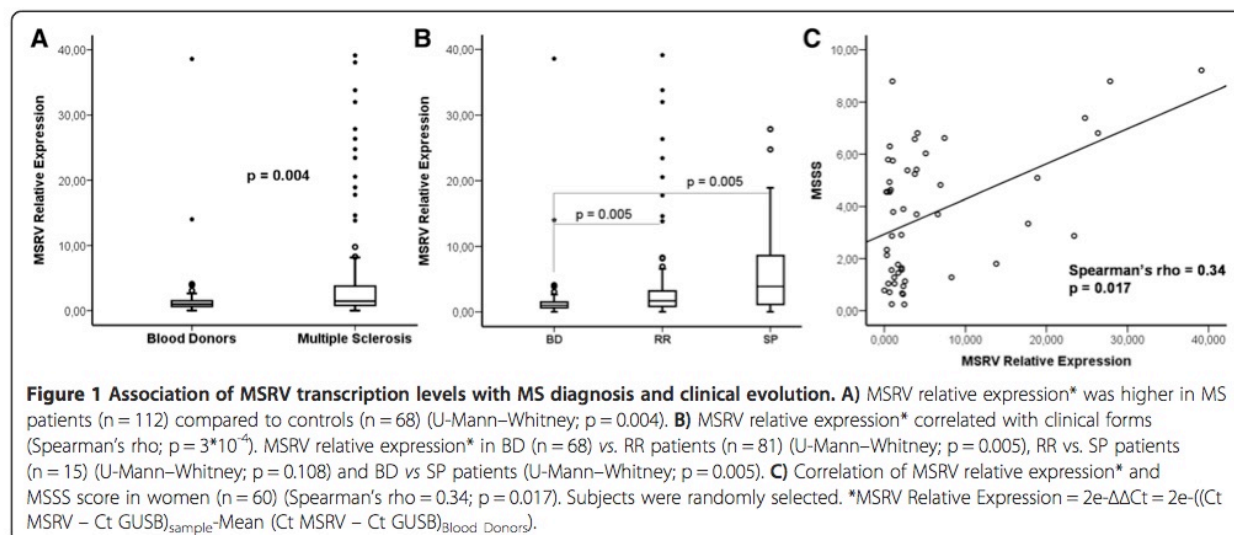 A
B
C
40,00
30,00
20,00
10,00
0,00
MSRV Relative Expression
p = 0.004
Blood Donors
Multiple Sclerosis
40,00
30,00
20,00
10,00
0,00
MSRV Relative Expression
p = 0.005
p = 0.005
BD
RR
SP
10,00
8,00
6,00
4,00
2,00
0,00
MSSS
Spearman's rho = 0.34
p = 0.017
0,000
10,000
20,000
30,000
40,000
MSRV Relative Expression
Figure 1 Association of MSRV transcription levels with MS diagnosis and clinical evolution. A) MSRV relative expression* was higher in MS
patients (n = 112) compared to controls (n = 68) (U-Mann–Whitney; p = 0.004). B) MSRV relative expression* correlated with clinical forms
(Spearman's rho; p = 3*10-4). MSRV relative expression* in BD (n = 68) vs. RR patients (n = 81) (U-Mann–Whitney; p = 0.005), RR vs. SP patients
(n = 15) (U-Mann–Whitney; p = 0.108) and BD vs SP patients (U-Mann–Whitney; p = 0.005). C) Correlation of MSRV relative expression* and
MSSS score in women (n = 60) (Spearman's rho = 0.34; p = 0.017). Subjects were randomly selected. *MSRV Relative Expression = 2e-ΔΔCt = 2e-((Ct
MSRV – Ct GUSB)sample-Mean (Ct MSRV – Ct GUSB)Blood Donors).